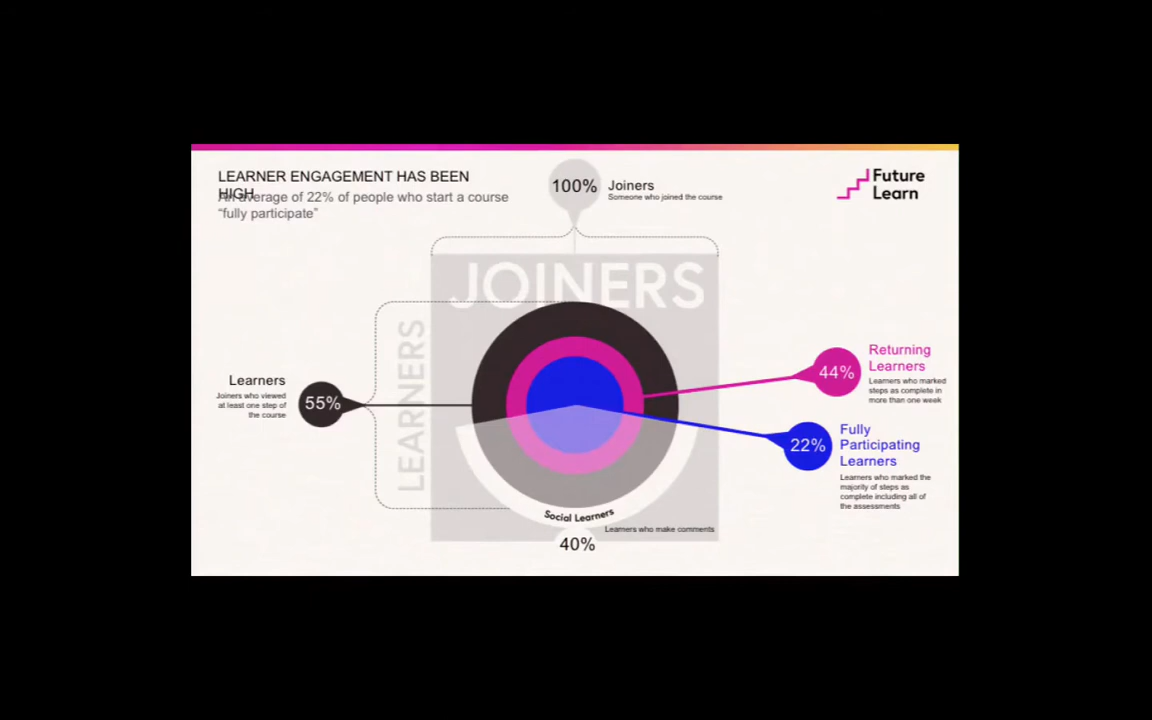 LEARNER ENGAGEMENT HAS BEEN
HIGH
An average of 22% of people who start a course
“fully participate”
100%
Joiners
Someone who joined the course
Future
Learn
JOINERS
LEARNERS
Learners
Joiners who viewed
at least one step of
the course
55%
44%
Returning
Learners
Learners who marked
steps as complete in
more than one week
22%
Fully
Participating
Learners
Learners who marked the
majority of steps as
complete including all of
the assessments
Social Learners
Learners who make comments
40%